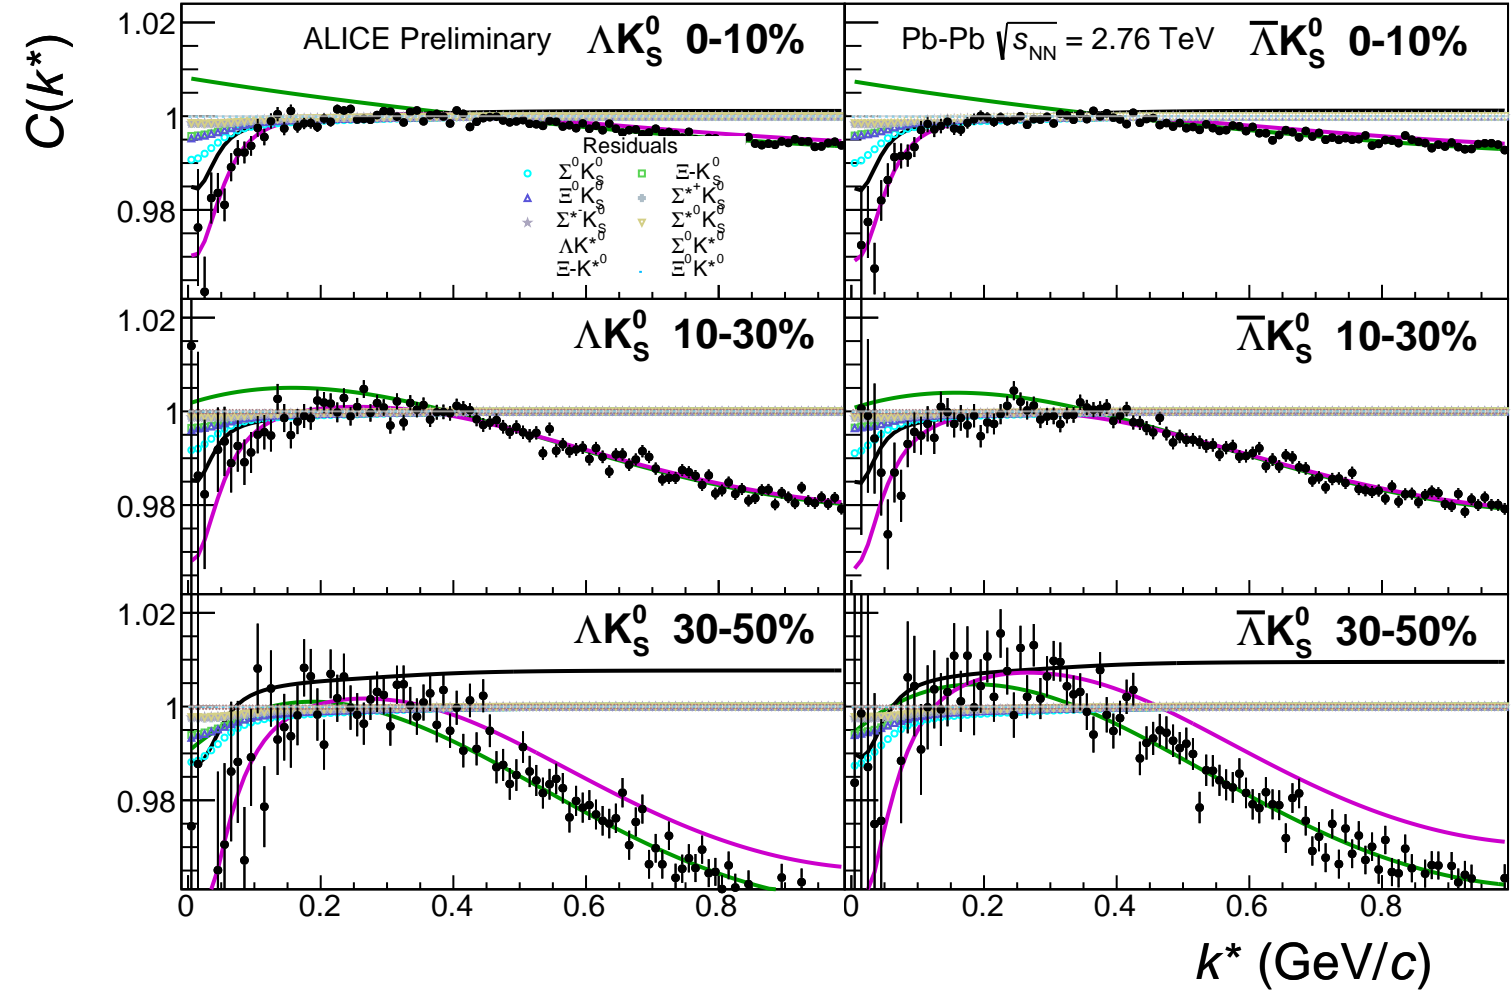 C(k*)
1.02
1
0.98
ALICE Preliminary
ΛK⁰S 0-10%
Residuals
Σ⁰K⁰S Ξ-K⁰S
Ξ⁰K⁰S Σ*⁺K⁰S
Σ*⁻K⁰S Σ*⁰K⁰S
ΛK*⁰ Σ⁰K*⁰
Ξ-K*⁰ Ξ⁰K*⁰
Pb-Pb √sNN = 2.76 TeV
Λ̅K⁰S 0-10%
1.02
1
0.98
ΛK⁰S 10-30%
Λ̅K⁰S 10-30%
1.02
1
0.98
ΛK⁰S 30-50%
Λ̅K⁰S 30-50%
0 0.2 0.4 0.6 0.8 0 0.2 0.4 0.6 0.8
k* (GeV/c)